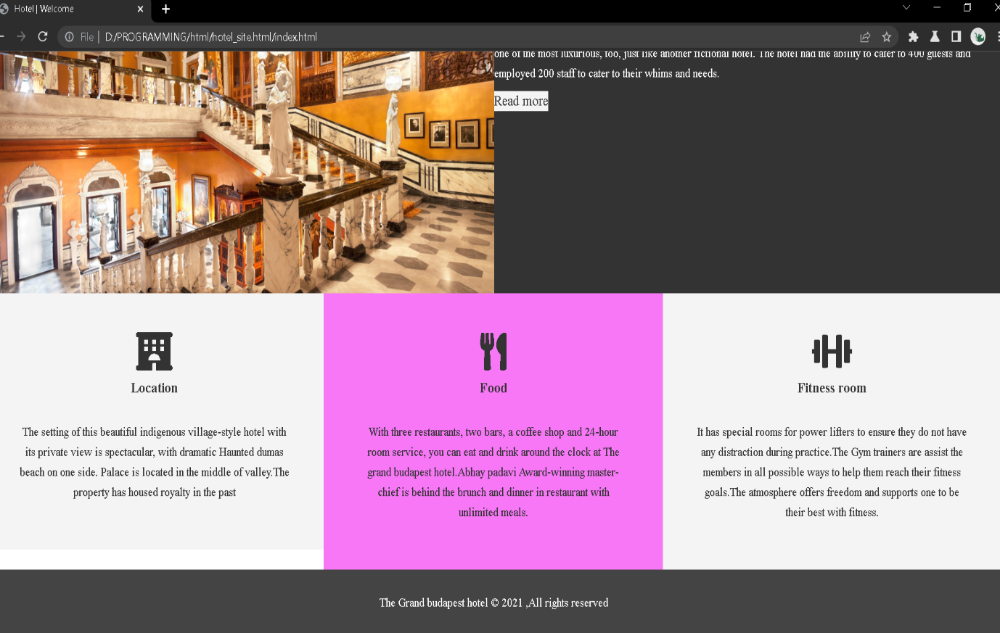 Hotel | Welcome
File | D:/PROGRAMMING/html/hotel_site.html/index.html
one of the most luxurious, too, just like another fictional hotel. The hotel had the ability to cater to 400 guests and
employed 200 staff to cater to their whims and needs.
Read more
Location
The setting of this beautiful indigenous village-style hotel with
its private view is spectacular, with dramatic Haunted dumas
beach on one side. Palace is located in the middle of valley.The
property has housed royalty in the past
Food
With three restaurants, two bars, a coffee shop and 24-hour
room service, you can eat and drink around the clock at The
grand budapest hotel.Abhay padavi Award-winning master-
chief is behind the brunch and dinner in restaurant with
unlimited meals.
Fitness room
It has special rooms for power lifters to ensure they do not have
any distraction during practice.The Gym trainers are assist the
members in all possible ways to help them reach their fitness
goals.The atmosphere offers freedom and supports one to be
their best with fitness.
The Grand budapest hotel © 2021 ,All rights reserved